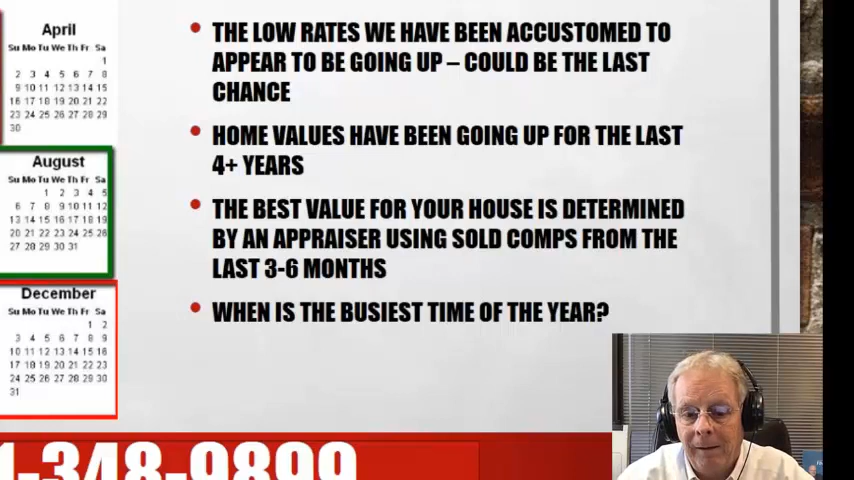 April
Su Mo Tu We Th Fr Sa
1
2 3 4 5 6 7 8
9 10 11 12 13 14 15
16 17 18 19 20 21 22
23 24 25 26 27 28 29
30
August
Su Mo Tu We Th Fr Sa
1 2 3 4 5
6 7 8 9 10 11 12
13 14 15 16 17 18 19
20 21 22 23 24 25 26
27 28 29 30 31
December
Su Mo Tu We Th Fr Sa
1 2
3 4 5 6 7 8 9
10 11 12 13 14 15 16
17 18 19 20 21 22 23
24 25 26 27 28 29 30
31
• THE LOW RATES WE HAVE BEEN ACCUSTOMED TO
APPEAR TO BE GOING UP – COULD BE THE LAST
CHANCE
• HOME VALUES HAVE BEEN GOING UP FOR THE LAST
4+ YEARS
• THE BEST VALUE FOR YOUR HOUSE IS DETERMINED
BY AN APPRAISER USING SOLD COMPS FROM THE
LAST 3-6 MONTHS
• WHEN IS THE BUSIEST TIME OF THE YEAR?
1-348-9899